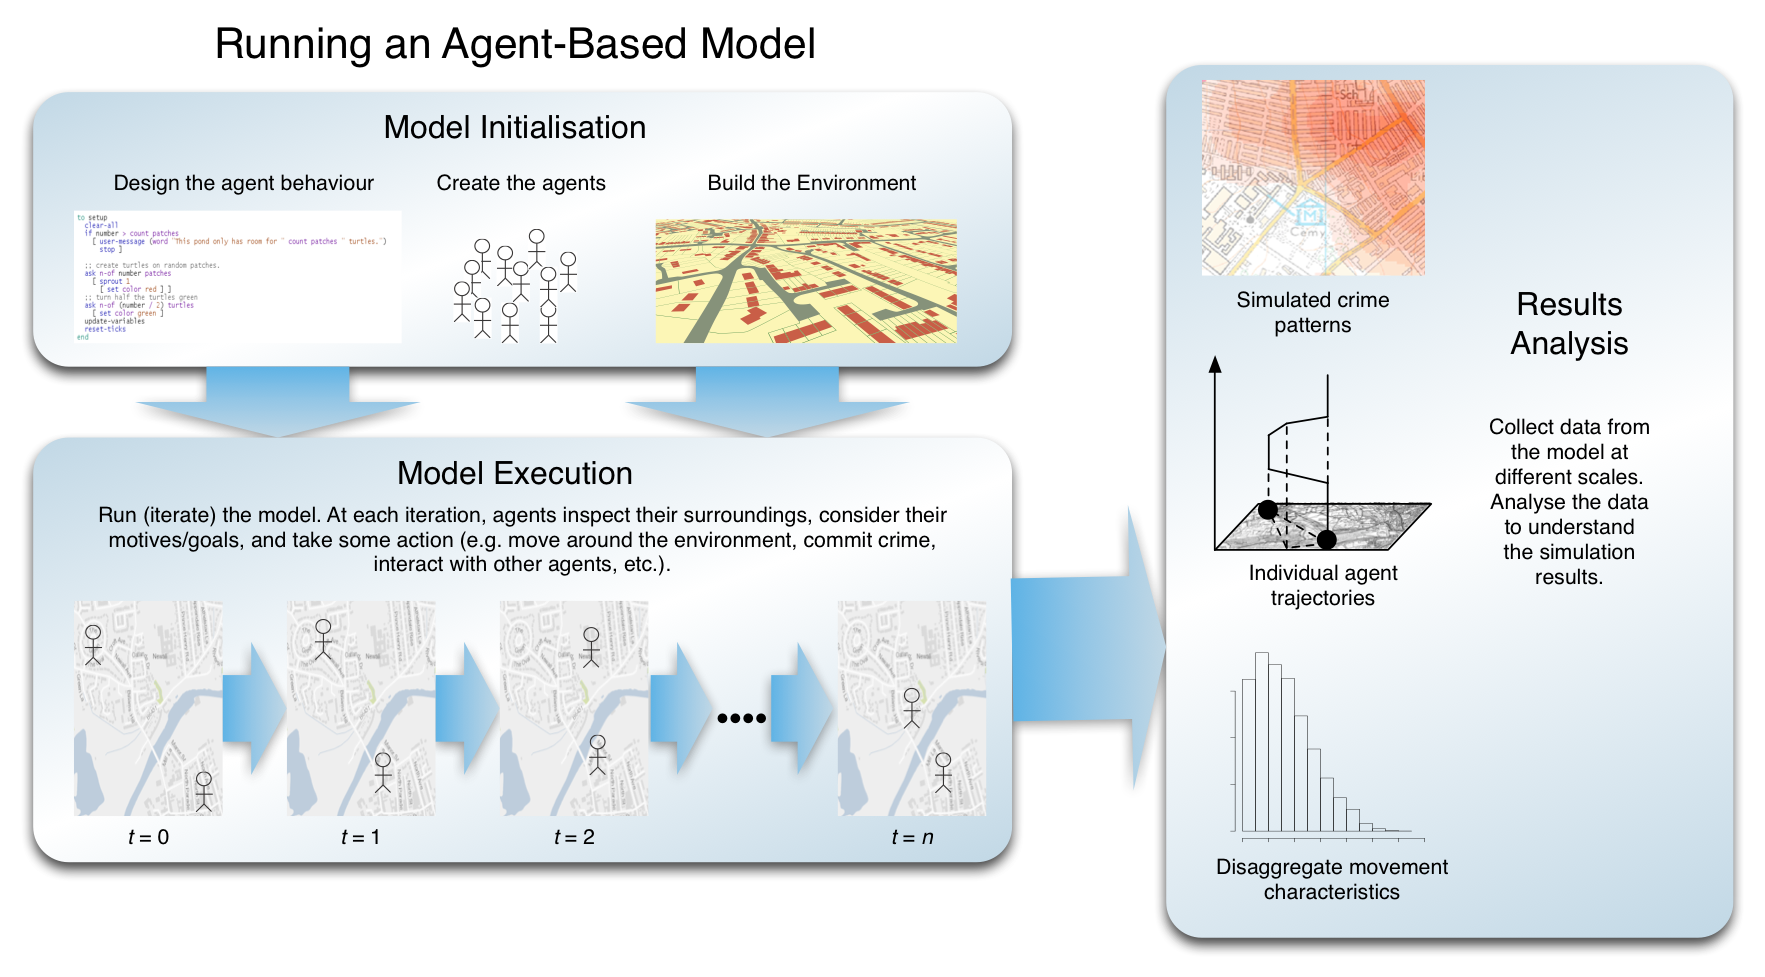 Running an Agent-Based Model
Model Initialisation
Design the agent behaviour
Create the agents
Build the Environment
to setup
clear-all
if number > count patches
[ user-message (word "This pond only has room for " count patches " turtles.")
stop ]
;; create turtles on random patches.
ask n-of number patches
[ sprout 1
[ set color red ] ]
;; turn half the turtles green
ask n-of (number / 2) turtles
[ set color green ]
update-variables
reset-ticks
end
Model Execution
Run (iterate) the model. At each iteration, agents inspect their surroundings, consider their
motives/goals, and take some action (e.g. move around the environment, commit crime,
interact with other agents, etc.).
t = 0
t = 1
t = 2
t = n
Sch
Cemy
Simulated crime
patterns
Individual agent
trajectories
Disaggregate movement
characteristics
Results
Analysis
Collect data from
the model at
different scales.
Analyse the data
to understand
the simulation
results.